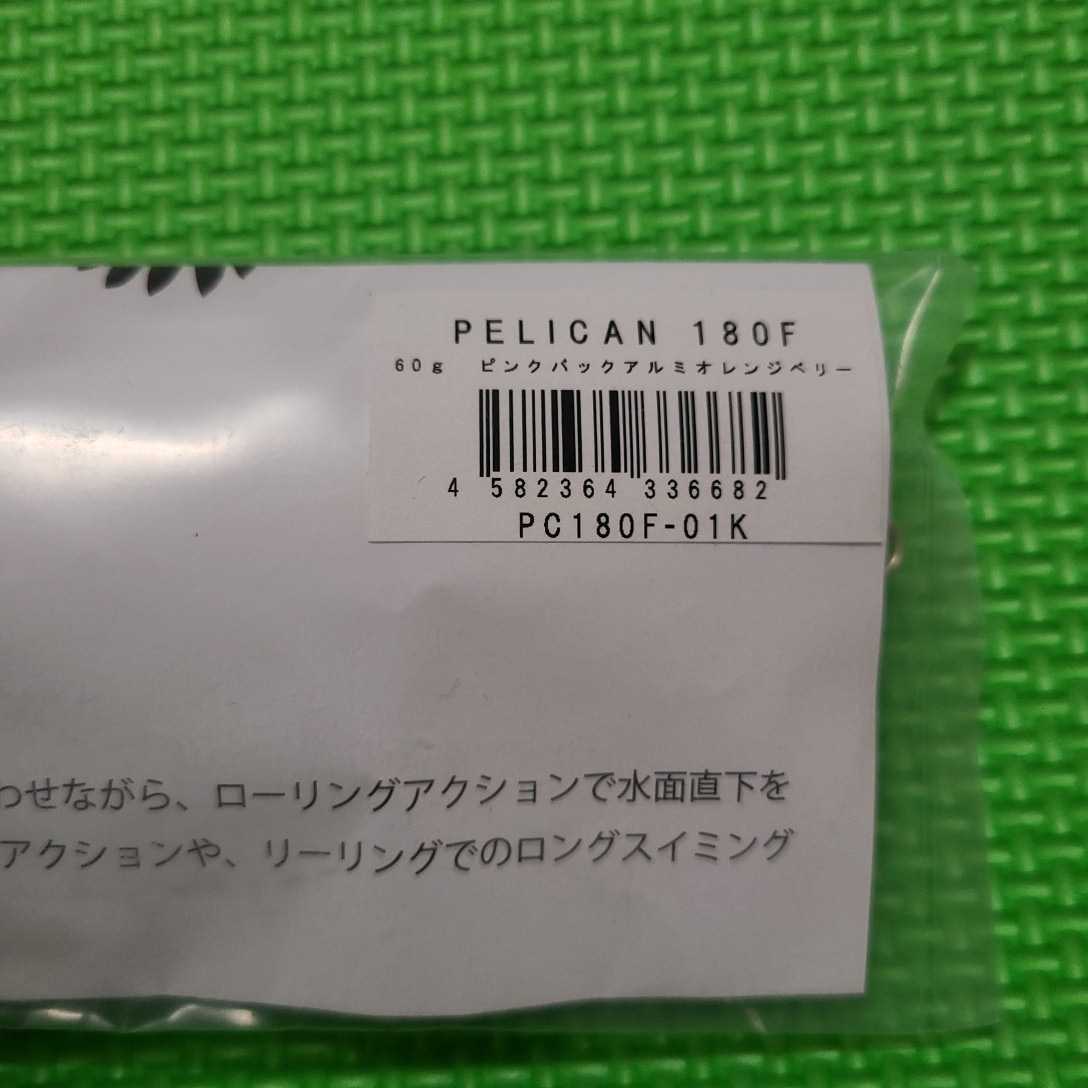 PELICAN 180F
60g ピンクバックアルミオレンジベリー
4 582364 336682
PC180F-01K
わせながら、ローリングアクションで水面直下を
アクションや、リーリングでのロングスイミング